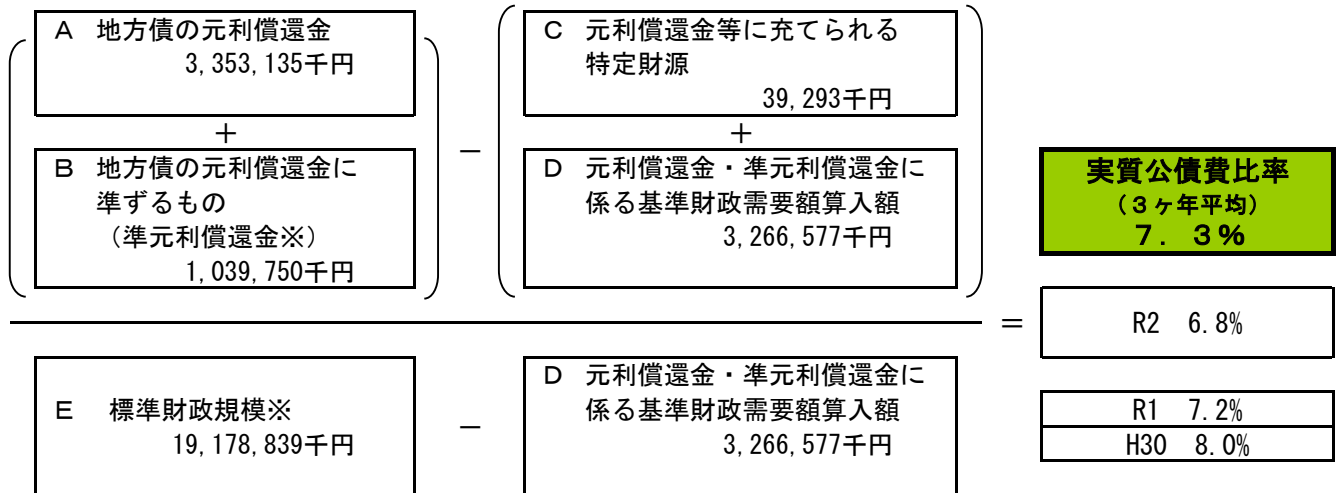 A 地方債の元利償還金
3,353,135千円
＋
B 地方債の元利償還金に
準ずるもの
（準元利償還金※）
1,039,750千円
－
C 元利償還金等に充てられる
特定財源
39,293千円
＋
D 元利償還金・準元利償還金に
係る基準財政需要額算入額
3,266,577千円
E 標準財政規模※
19,178,839千円
－
D 元利償還金・準元利償還金に
係る基準財政需要額算入額
3,266,577千円
＝
実質公債費比率
（３ヶ年平均）
７．３％
R2 6.8%
R1 7.2%
H30 8.0%